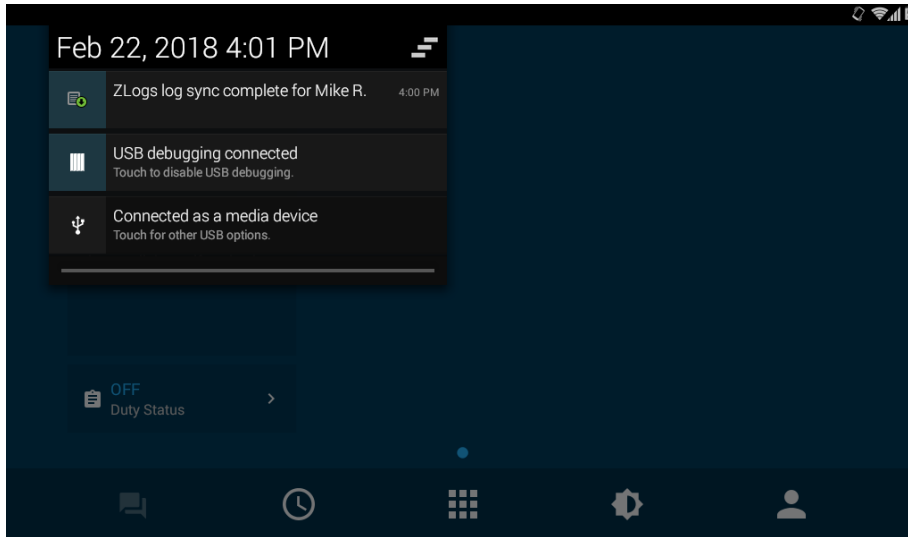 Feb 22, 2018 4:01 PM
ZLogs log sync complete for Mike R. 4:00 PM
USB debugging connected
Touch to disable USB debugging.
Connected as a media device
Touch for other USB options.
OFF
Duty Status